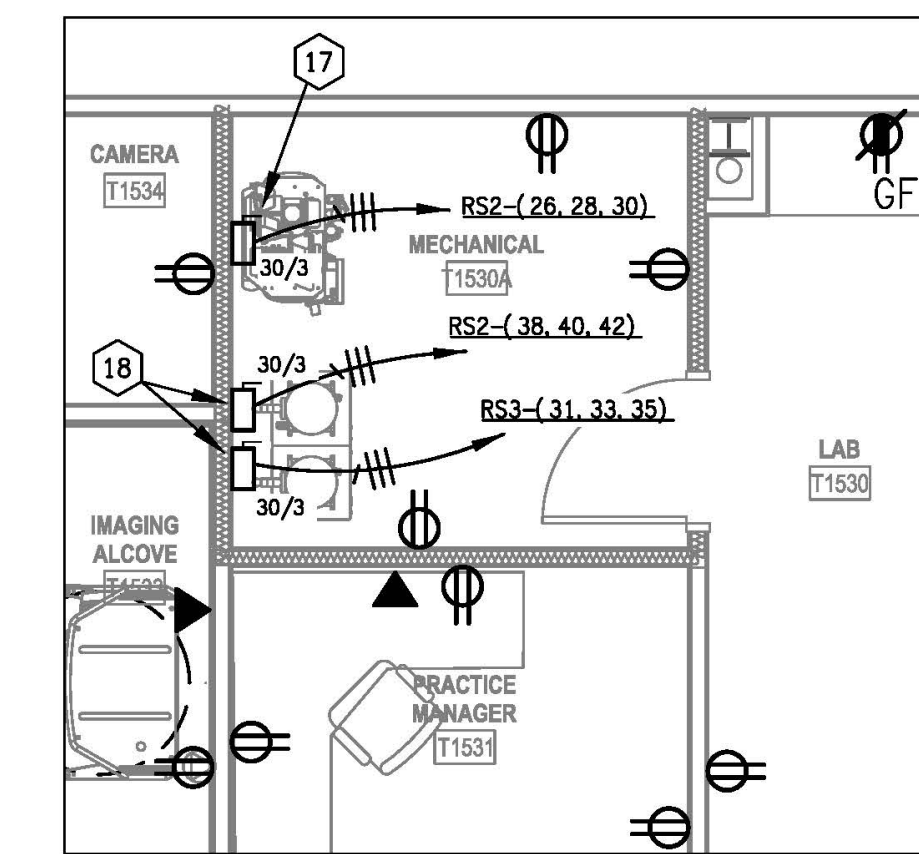 17
CAMERA
T1534
GF
RS2-(26, 28, 30)
MECHANICAL
T1530A
30/3
RS2-(38, 40, 42)
18
30/3
RS3-(31, 33, 35)
LAB
T1530
30/3
IMAGING
ALCOVE
PRACTICE
MANAGER
T1531